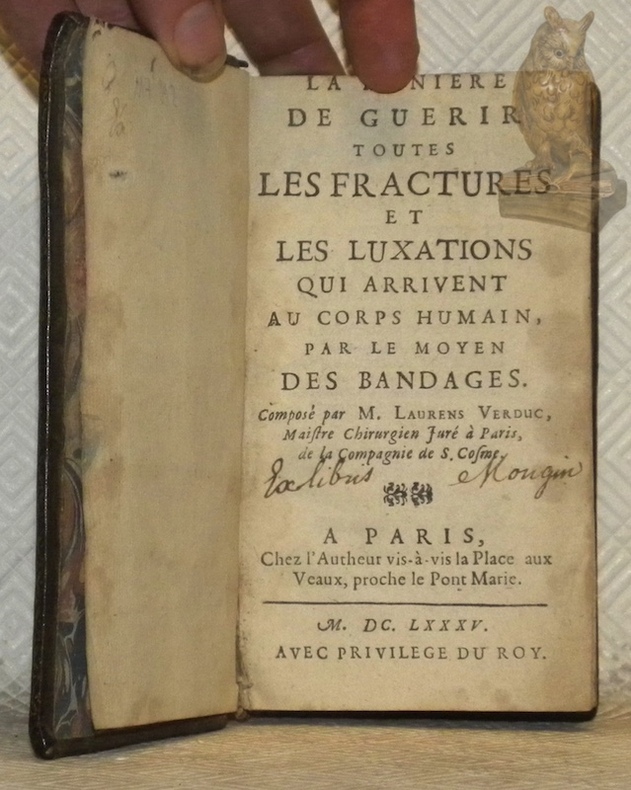 LA
DE GUERIR
TOUTES
LES FRACTURES
ET
LES LUXATIONS
QUI ARRIVENT
AU CORPS HUMAIN,
PAR LE MOYEN
DES BANDAGES.
Composé par M. LAURENS VERDUC,
Maiſtre Chirurgien Juré à Paris,
de la Compagnie de S. Coſme.
Ex libris Mougin
A PARIS,
Chez l'Autheur vis-à-vis la Place aux
Veaux, proche le Pont Marie.
M. DC. LXXXV.
AVEC PRIVILEGE DU ROY.